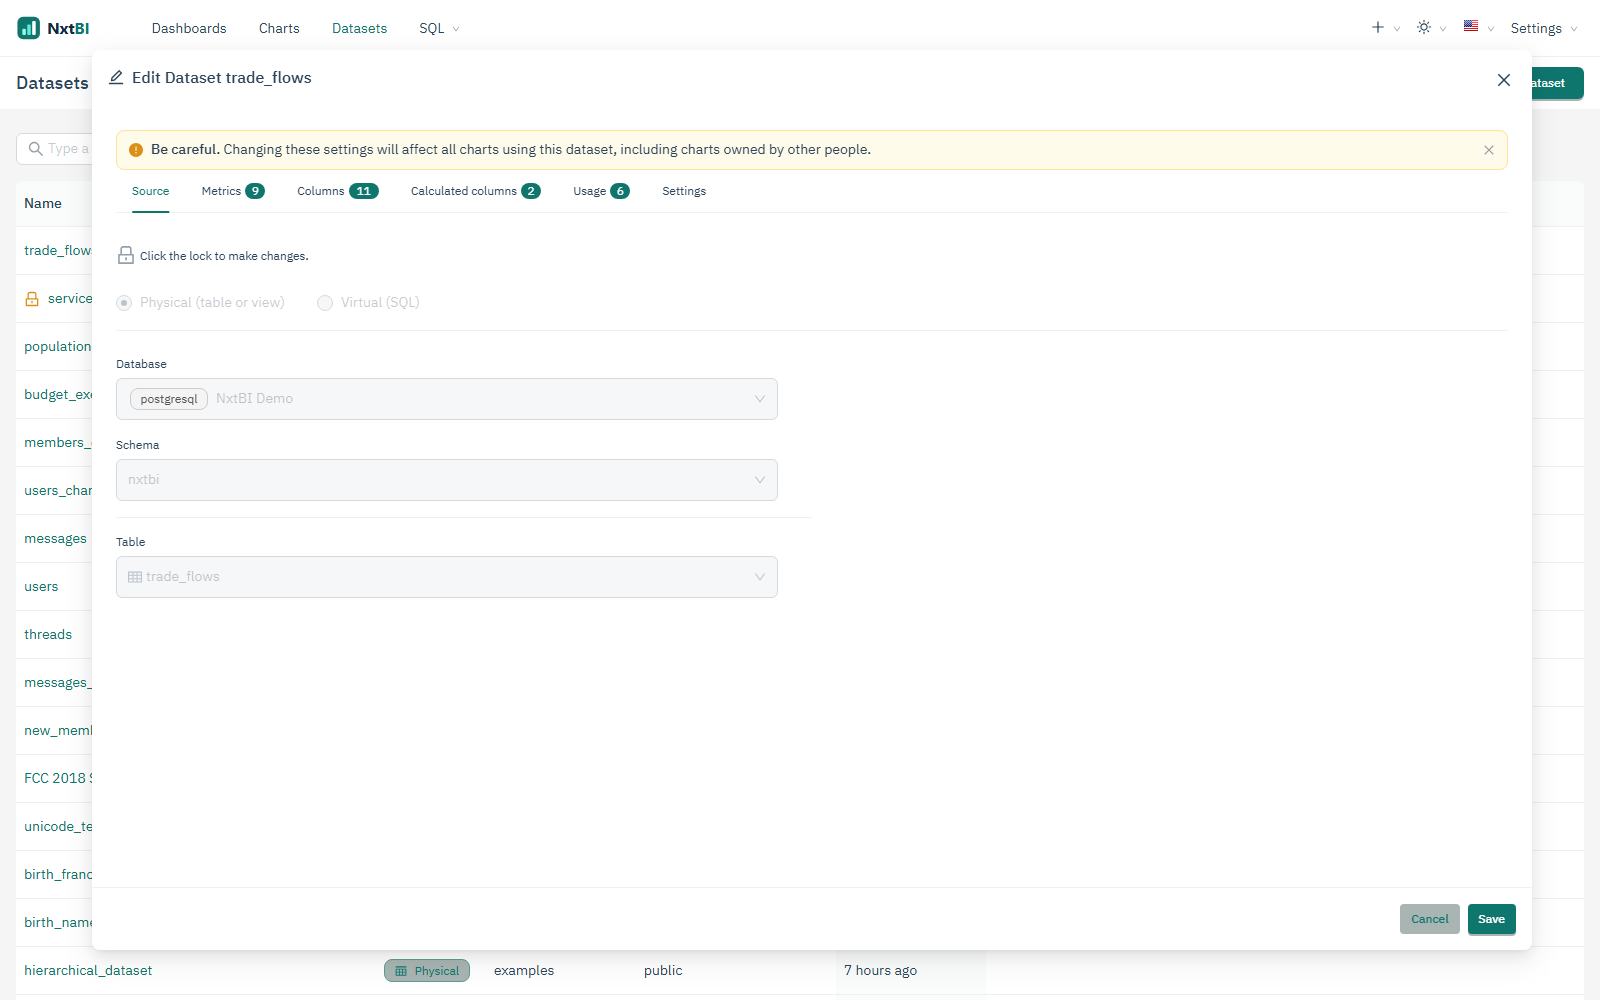 NxtBI
Dashboards
Charts
Datasets
SQL
Settings
Datasets
Edit Dataset trade_flows
Be careful. Changing these settings will affect all charts using this dataset, including charts owned by other people.
Source
Metrics 9
Columns 11
Calculated columns 2
Usage 6
Settings
Click the lock to make changes.
Physical (table or view)
Virtual (SQL)
Database
postgresql NxtBI Demo
Schema
nxtbi
Table
trade_flows
Cancel
Save
Type a
Name
trade_flow
service
population
budget_ex
members_
users_char
messages
users
threads
messages_
new_mem
FCC 2018
unicode_te
birth_franc
birth_name
hierarchical_dataset
Physical
examples
public
7 hours ago